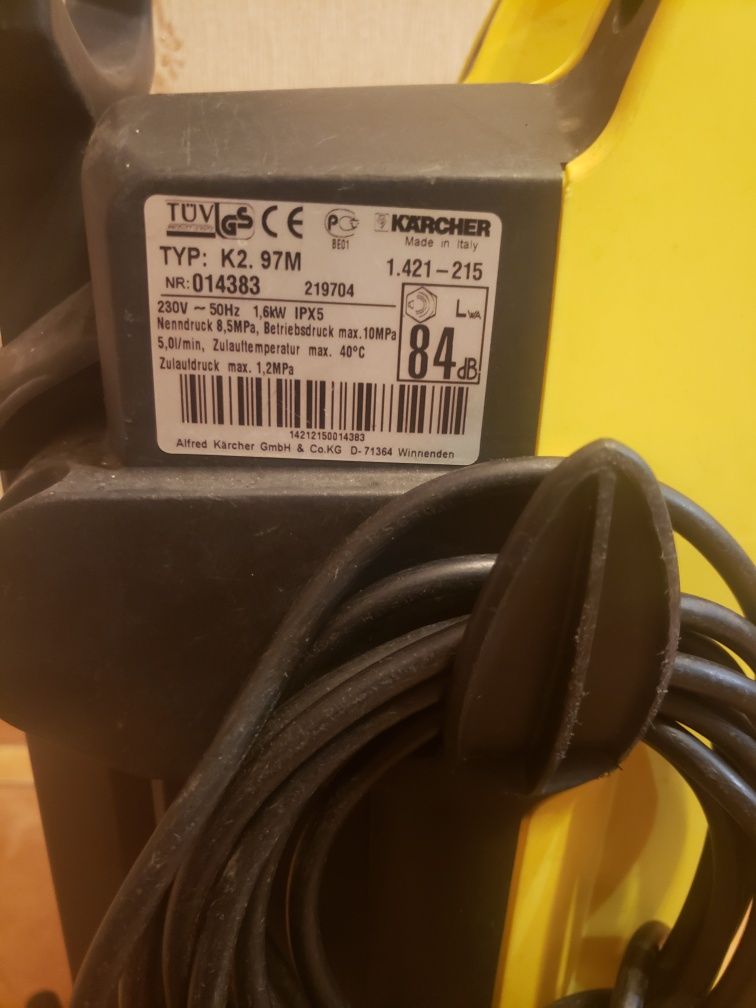 TÜV GS CE PC KÄRCHER
BE01 Made in Italy
TYP: K2. 97M 1.421-215
NR: 014383 219704
230V ~ 50Hz 1,6kW IPX5
Nenndruck 8,5MPa, Betriebsdruck max.10MPa
5,0l/min, Zulauftemperatur max. 40°C
Zulaufdruck max. 1,2MPa
LWA
84dB
14212150014383
Alfred Kärcher GmbH & Co.KG D-71364 Winnenden